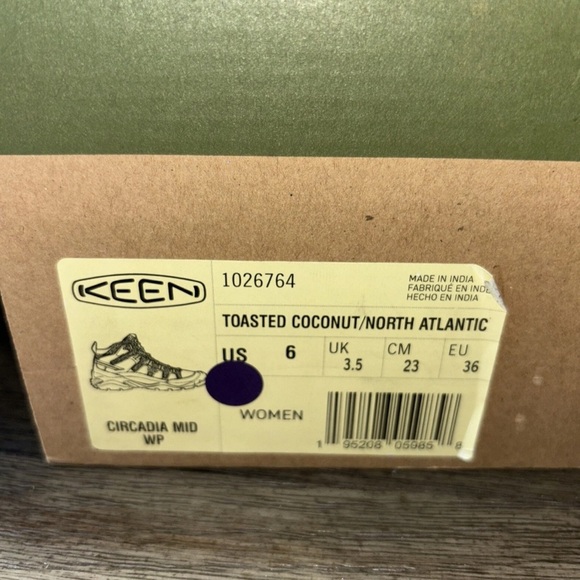 KEEN
1026764
MADE IN INDIA
FABRIQUÉ EN
HECHO EN INDIA
TOASTED COCONUT/NORTH ATLANTIC
US 6
UK 3.5
CM 23
EU 36
WOMEN
CIRCADIA MID
WP
1 95208 05985 8